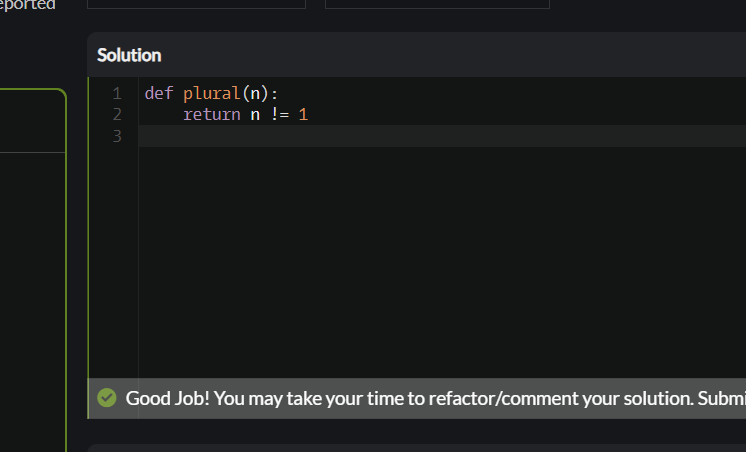 eported
Solution
1 def plural(n):
2     return n != 1
3
Good Job! You may take your time to refactor/comment your solution. Submi